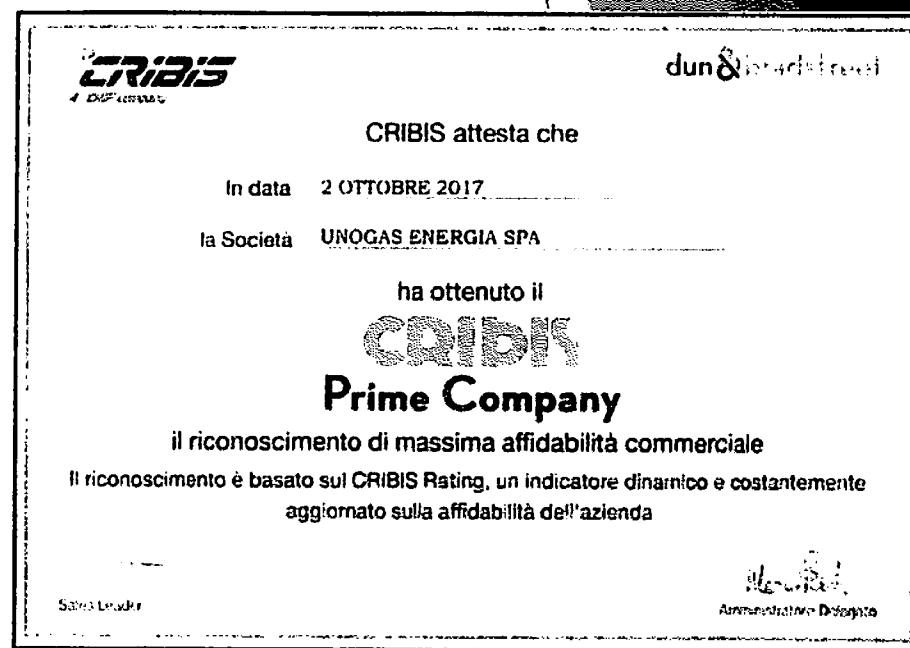 CRIBIS
dun & bradstreet
CRIBIS attesta che
In data 2 OTTOBRE 2017
la Società UNOGAS ENERGIA SPA
ha ottenuto il
CRIBIS
Prime Company
il riconoscimento di massima affidabilità commerciale
Il riconoscimento è basato sul CRIBIS Rating, un indicatore dinamico e costantemente
aggiornato sulla affidabilità dell'azienda
Sales Leader
Amministratore Delegato